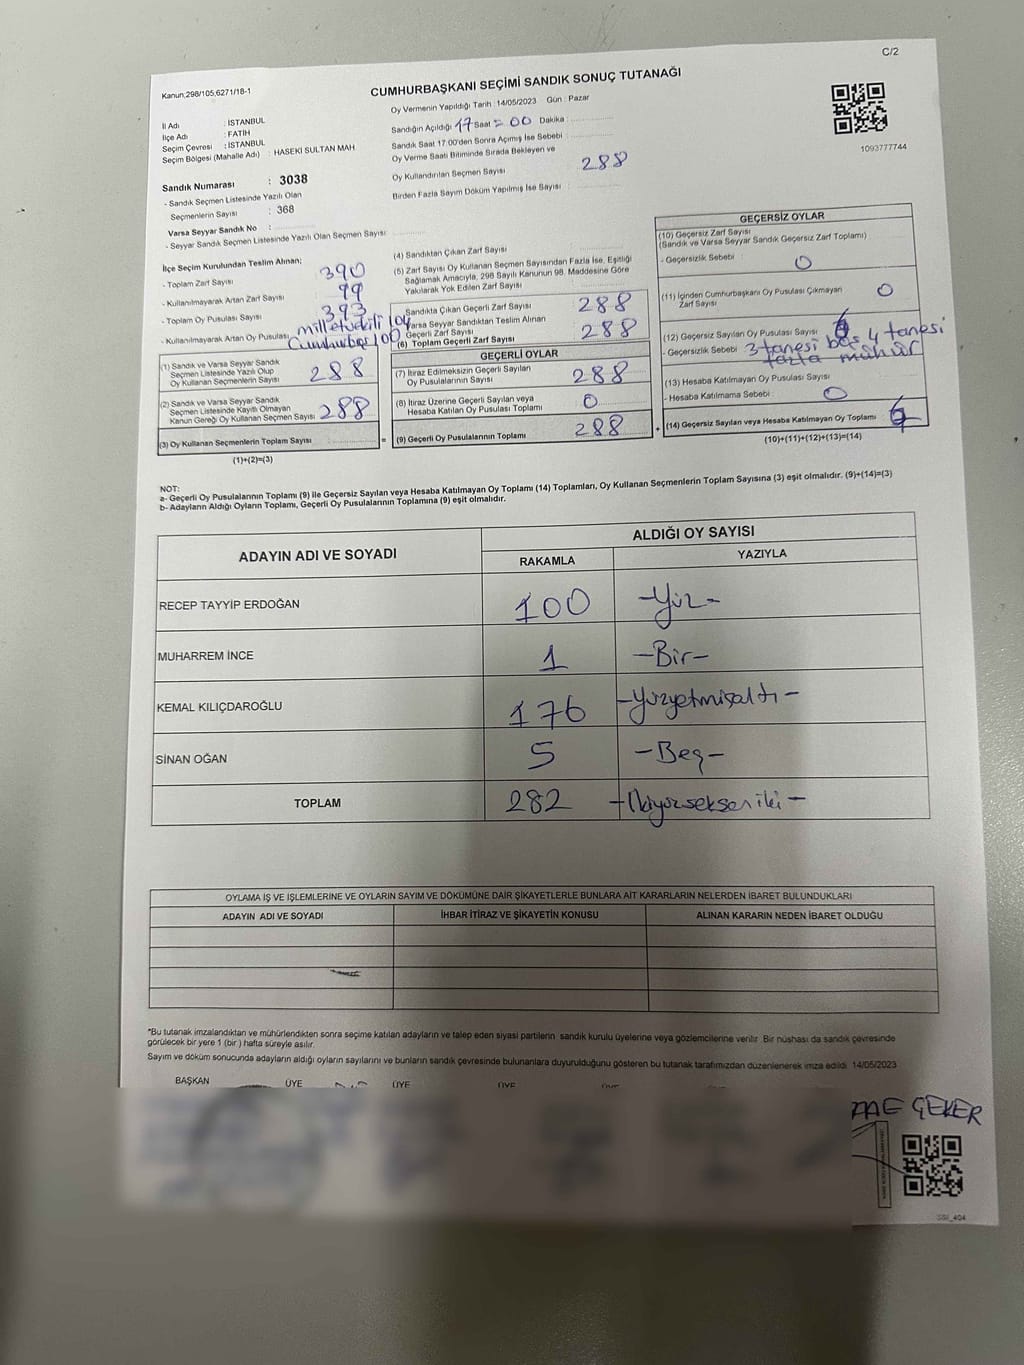 Kanun;298/105,6271/18-1
C/2
CUMHURBAŞKANI SEÇİMİ SANDIK SONUÇ TUTANAĞI
Oy Vermenin Yapıldığı Tarih : 14/05/2023 Gün : Pazar
İl Adı : İSTANBUL
İlçe Adı : FATİH
Seçim Çevresi : İSTANBUL
Seçim Bölgesi (Mahalle Adı) : HASEKİ SULTAN MAH
Sandığın Açıldığı 17 Saat = 00 Dakika :
Sandık Saat 17.00'den Sonra Açılmış İse Sebebi :
Oy Verme Saati Bitiminde Sırada Bekleyen ve
Oy Kullandırılan Seçmen Sayısı 288
Birden Fazla Sayım Döküm Yapılmış İse Sayısı :
1093777744
Sandık Numarası : 3038
- Sandık Seçmen Listesinde Yazılı Olan
Seçmenlerin Sayısı : 368
Varsa Seyyar Sandık No :
- Seyyar Sandık Seçmen Listesinde Yazılı Olan Seçmen Sayısı :
İlçe Seçim Kurulundan Teslim Alınan;
- Toplam Zarf Sayısı 390
- Kullanılmayarak Artan Zarf Sayısı 99
- Toplam Oy Pusulası Sayısı 393
- Kullanılmayarak Artan Oy Pusulası milletvekili 104
Cumhurbaş 100
(1) Sandık ve Varsa Seyyar Sandık
Seçmen Listesinde Yazılı Olup
Oy Kullanan Seçmenlerin Sayısı 288
(2) Sandık ve Varsa Seyyar Sandık
Seçmen Listesinde Kayıtlı Olmayan
Kanun Gereği Oy Kullanan Seçmen Sayısı 288
(3) Oy Kullanan Seçmenlerin Toplam Sayısı =
(1)+(2)=(3)
(4) Sandıktan Çıkan Zarf Sayısı
(5) Zarf Sayısı Oy Kullanan Seçmen Sayısından Fazla İse, Eşitliği
Sağlamak Amacıyla, 298 Sayılı Kanunun 98. Maddesine Göre
Yakılarak Yok Edilen Zarf Sayısı
Sandıkta Çıkan Geçerli Zarf Sayısı 288
Varsa Seyyar Sandıktan Teslim Alınan
Geçerli Zarf Sayısı 288
(6) Toplam Geçerli Zarf Sayısı
GEÇERLİ OYLAR
(7) İtiraz Edilmeksizin Geçerli Sayılan
Oy Pusulalarının Sayısı 288
(8) İtiraz Üzerine Geçerli Sayılan veya
Hesaba Katılan Oy Pusulası Toplamı 0
(9) Geçerli Oy Pusulalarının Toplamı 288 +
GEÇERSİZ OYLAR
(10) Geçersiz Zarf Sayısı
(Sandık ve Varsa Seyyar Sandık Geçersiz Zarf Toplamı)
- Geçersizlik Sebebi : 0
(11) İçinden Cumhurbaşkanı Oy Pusulası Çıkmayan
Zarf Sayısı 0
(12) Geçersiz Sayılan Oy Pusulası Sayısı
- Geçersizlik Sebebi 3 tanesi boş 4 tanesi
fazla mühür
(13) Hesaba Katılmayan Oy Pusulası Sayısı
- Hesaba Katılmama Sebebi : 0
(14) Geçersiz Sayılan veya Hesaba Katılmayan Oy Toplamı
(10)+(11)+(12)+(13)=(14)
NOT:
a- Geçerli Oy Pusulalarının Toplamı (9) ile Geçersiz Sayılan veya Hesaba Katılmayan Oy Toplamı (14) Toplamları, Oy Kullanan Seçmenlerin Toplam Sayısına (3) eşit olmalıdır. (9)+(14)=(3)
b- Adayların Aldığı Oyların Toplamı, Geçerli Oy Pusulalarının Toplamına (9) eşit olmalıdır.
ADAYIN ADI VE SOYADI
ALDIĞI OY SAYISI
RAKAMLA YAZIYLA
RECEP TAYYİP ERDOĞAN 100 -Yüz-
MUHARREM İNCE 1 -Bir-
KEMAL KILIÇDAROĞLU 176 -Yüzyetmişaltı-
SİNAN OĞAN 5 -Beş-
TOPLAM 282 -İkiyüzsekseniki-
OYLAMA İŞ VE İŞLEMLERİNE VE OYLARIN SAYIM VE DÖKÜMÜNE DAİR ŞİKAYETLERLE BUNLARA AİT KARARLARIN NELERDEN İBARET BULUNDUKLARI
ADAYIN ADI VE SOYADI İHBAR İTİRAZ VE ŞİKAYETİN KONUSU ALINAN KARARIN NEDEN İBARET OLDUĞU
*Bu tutanak imzalandıktan ve mühürlendikten sonra seçime katılan adayların ve talep eden siyasi partilerin sandık kurulu üyelerine veya gözlemcilerine verilir. Bir nüshası da sandık çevresinde
görülecek bir yere 1 (bir ) hafta süreyle asılır.
Sayım ve döküm sonucunda adayların aldığı oyların sayılarını ve bunların sandık çevresinde bulunanlara duyurulduğunu gösteren bu tutanak tarafımızdan düzenlenerek imza edildi 14/05/2023
BAŞKAN ÜYE ÜYE ÜYE
ÇEKER